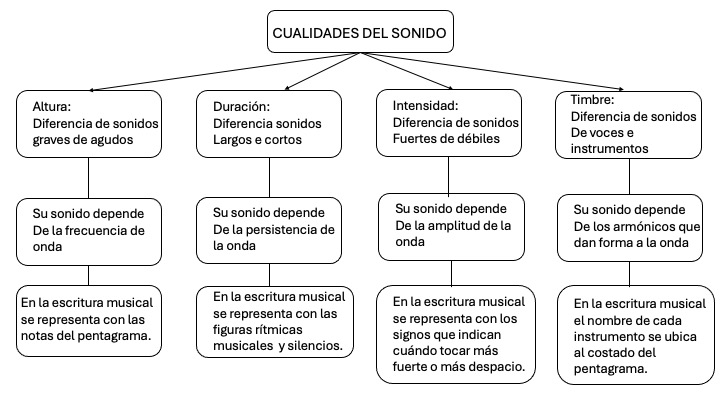 CUALIDADES DEL SONIDO
Altura:
Diferencia de sonidos
graves de agudos
Duración:
Diferencia sonidos
Largos e cortos
Intensidad:
Diferencia de sonidos
Fuertes de débiles
Timbre:
Diferencia de sonidos
De voces e
instrumentos
Su sonido depende
De la frecuencia de
onda
Su sonido depende
De la persistencia de
la onda
Su sonido depende
De la amplitud de la
onda
Su sonido depende
De los armónicos que
dan forma a la onda
En la escritura musical
se representa con las
notas del pentagrama.
En la escritura musical
se representa con las
figuras rítmicas
musicales y silencios.
En la escritura musical
se representa con los
signos que indican
cuándo tocar más
fuerte o más despacio.
En la escritura musical
el nombre de cada
instrumento se ubica
al costado del
pentagrama.